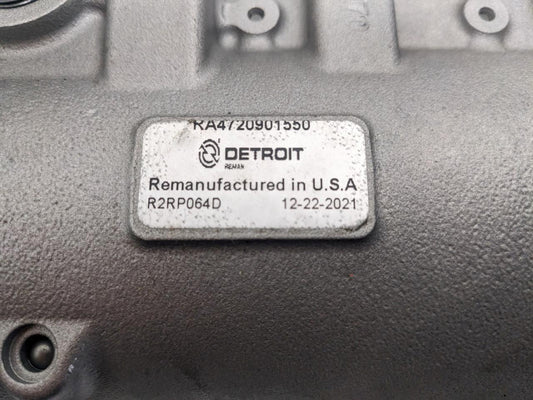 RA4720901550
DETROIT
REMAN
Remanufactured in U.S.A
R2RP064D 12-22-2021